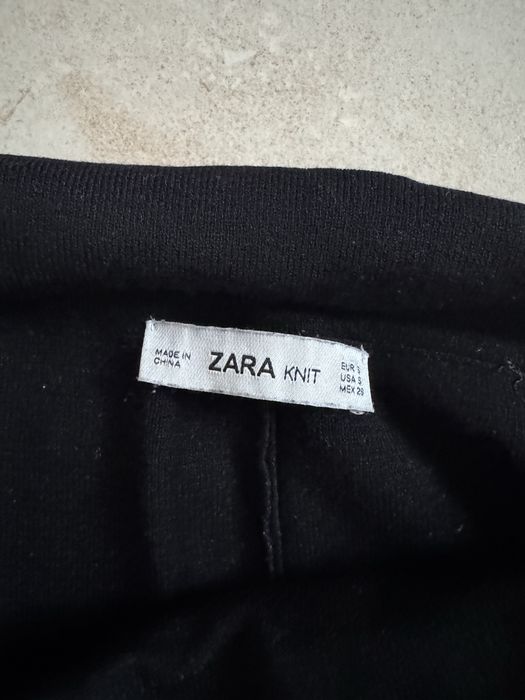 MADE IN
CHINA
ZARA KNIT
EUR S
USA S
MEX 26